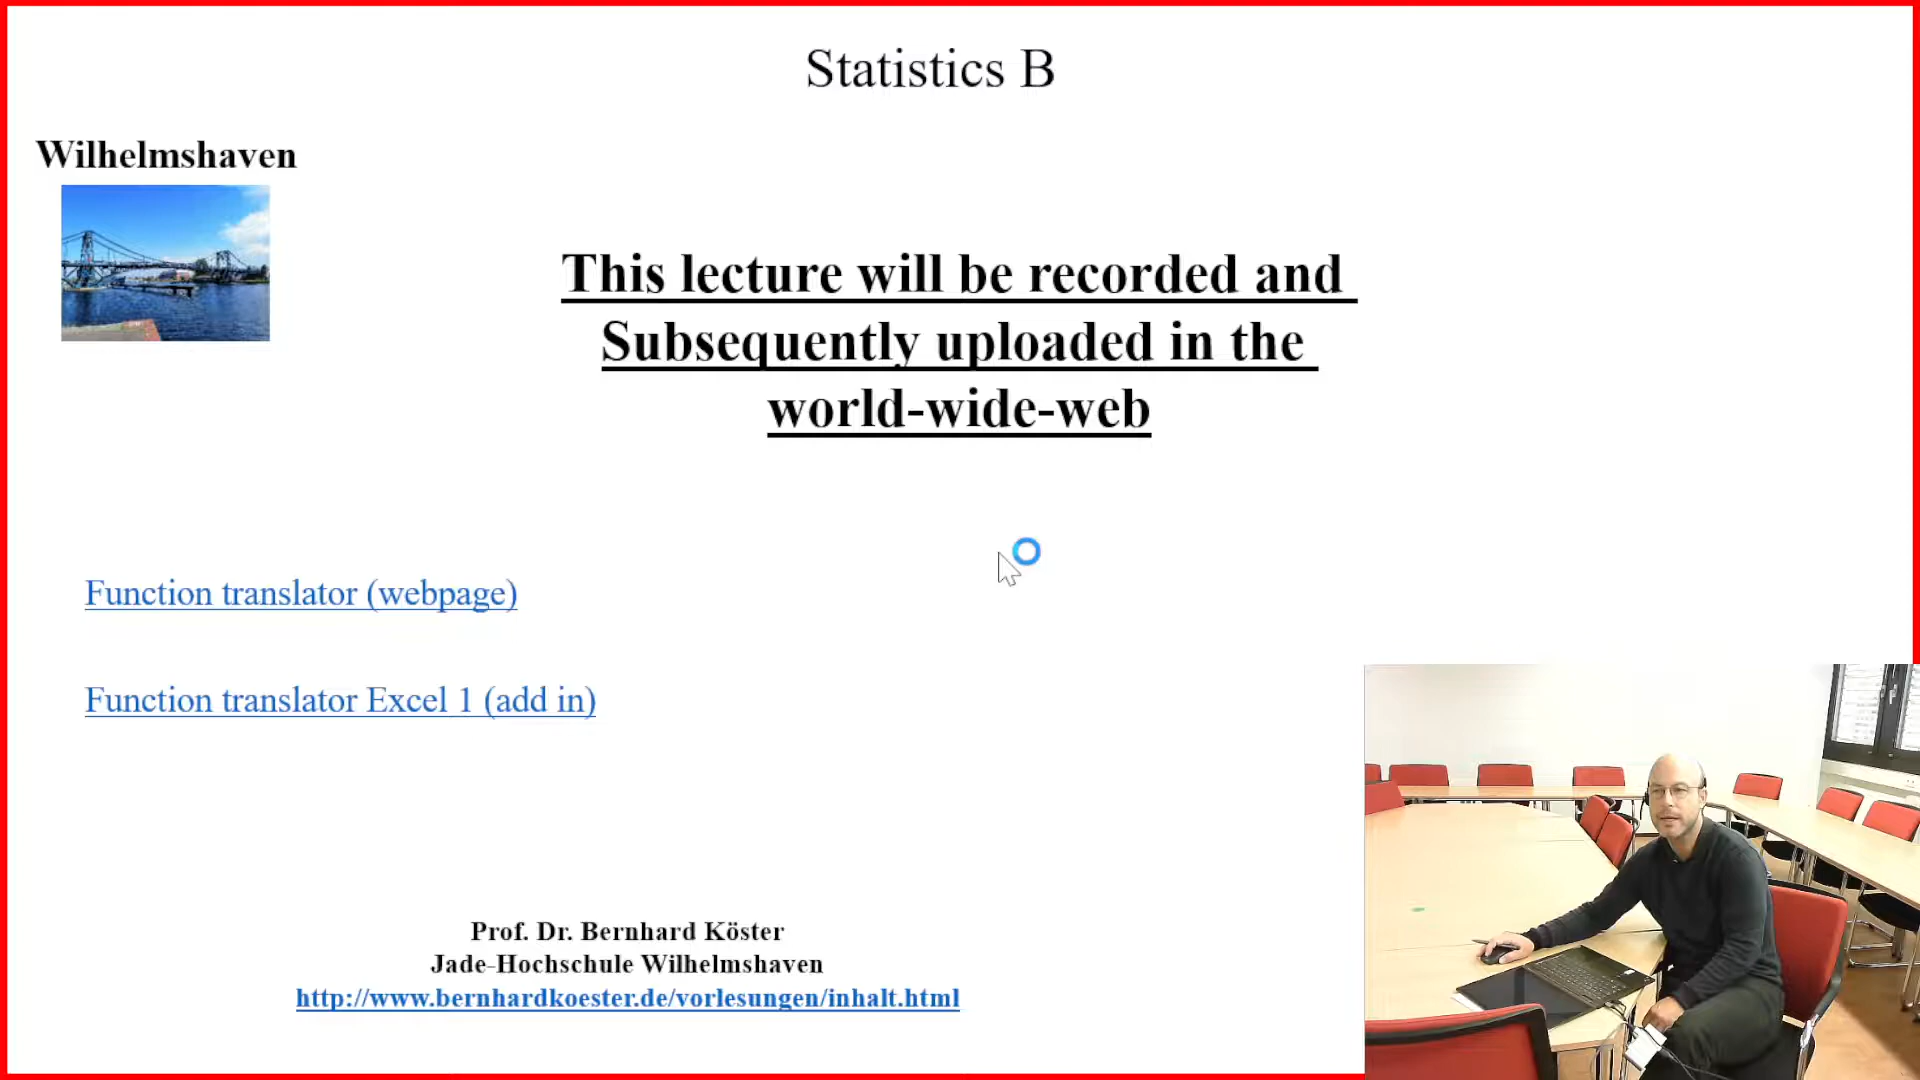 Statistics B
Wilhelmshaven
This lecture will be recorded and
Subsequently uploaded in the
world-wide-web
Function translator (webpage)
Function translator Excel 1 (add in)
Prof. Dr. Bernhard Köster
Jade-Hochschule Wilhelmshaven
http://www.bernhardkoester.de/vorlesungen/inhalt.html